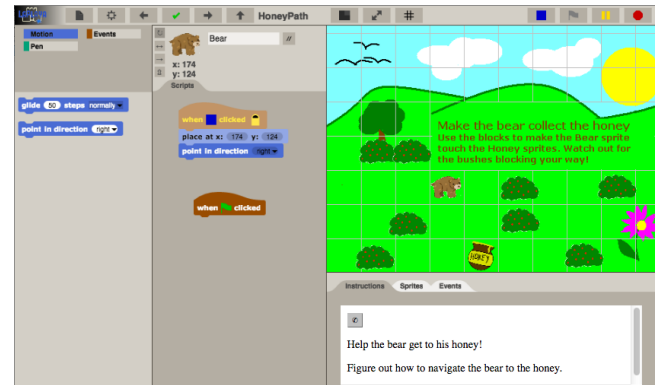 HoneyPath
Motion
Events
Pen
glide 50 steps normally
point in direction right
Bear
x: 174
y: 124
Scripts
when clicked
place at x: 174 y: 124
point in direction right
when clicked
Make the bear collect the honey
Use the blocks to make the Bear sprite
touch the Honey sprites. Watch out for
the bushes blocking your way!
HONEY
Instructions Sprites Events
Help the bear get to his honey!
Figure out how to navigate the bear to the honey.